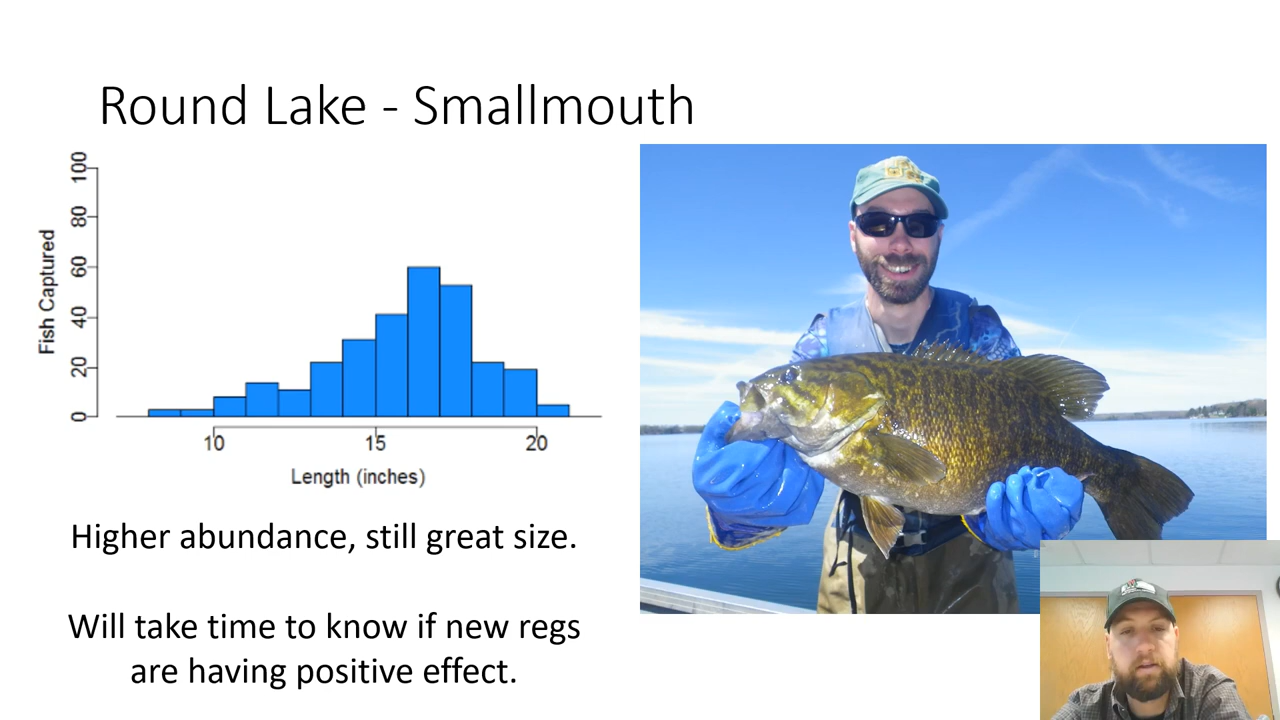 Round Lake - Smallmouth
100
80
60
40
20
0
Fish Captured
10 15 20
Length (inches)
Higher abundance, still great size.
Will take time to know if new regs
are having positive effect.